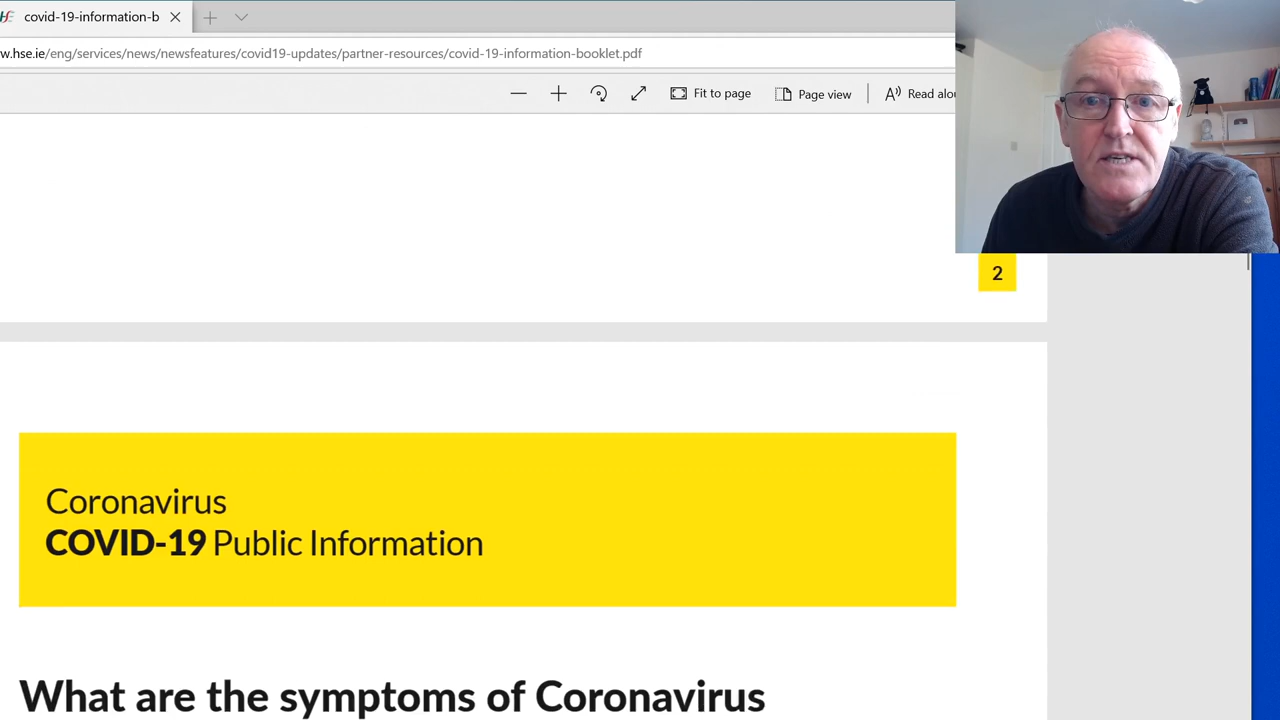 covid-19-information-b
w.hse.ie/eng/services/news/newsfeatures/covid19-updates/partner-resources/covid-19-information-booklet.pdf
Fit to page
Page view
Read alou
2
Coronavirus
COVID-19 Public Information
What are the symptoms of Coronavirus